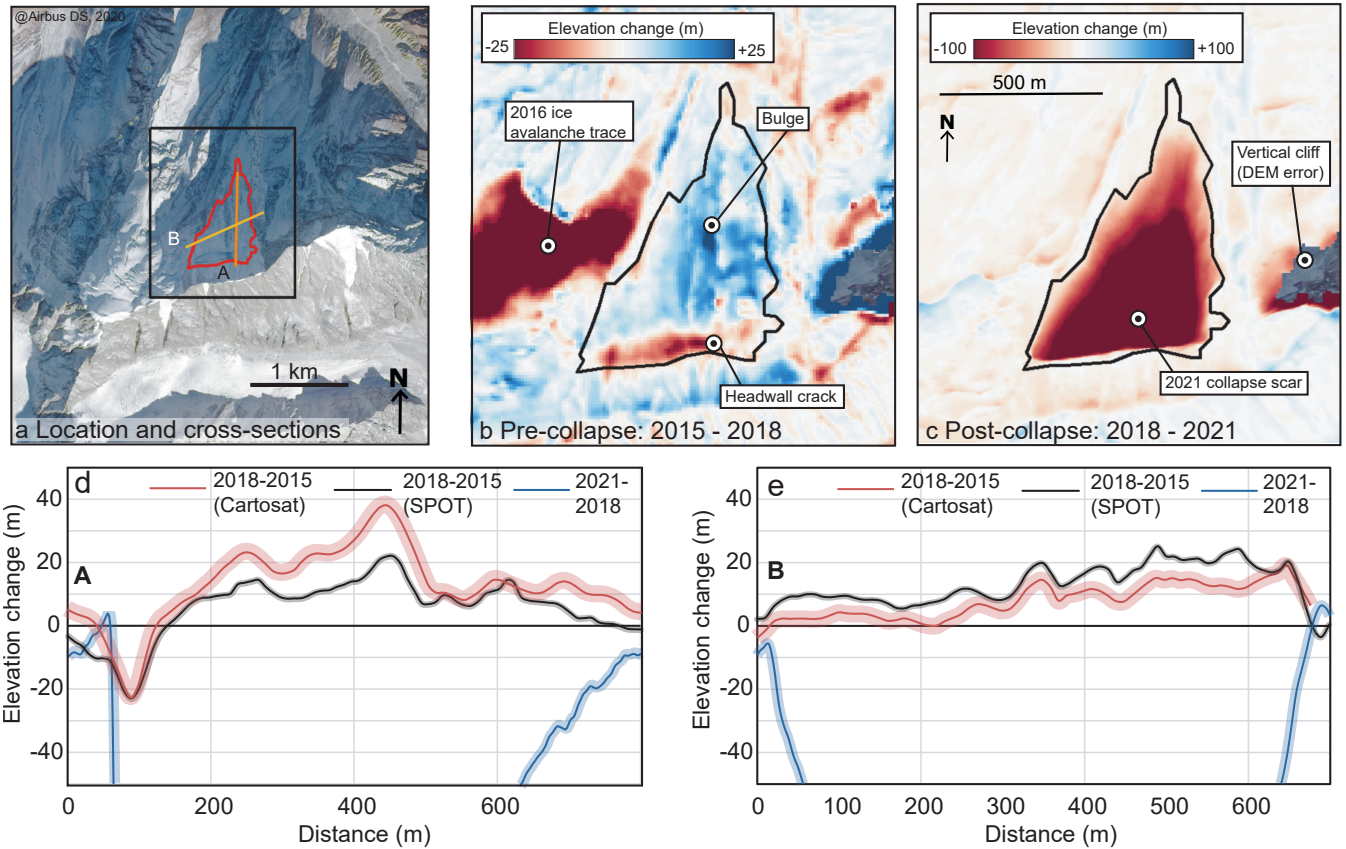 @Airbus DS, 2020
B
A
1 km
N
a Location and cross-sections
Elevation change (m)
-25
+25
2016 ice
avalanche trace
Bulge
Headwall crack
b Pre-collapse: 2015 - 2018
Elevation change (m)
-100
+100
500 m
N
Vertical cliff
(DEM error)
2021 collapse scar
c Post-collapse: 2018 - 2021
d
2018-2015
(Cartosat)
2018-2015
(SPOT)
2021-
2018
A
Elevation change (m)
40
20
0
-20
-40
0
200
400
600
Distance (m)
e
2018-2015
(Cartosat)
2018-2015
(SPOT)
2021-
2018
B
Elevation change (m)
40
20
0
-20
-40
0
100
200
300
400
500
600
Distance (m)